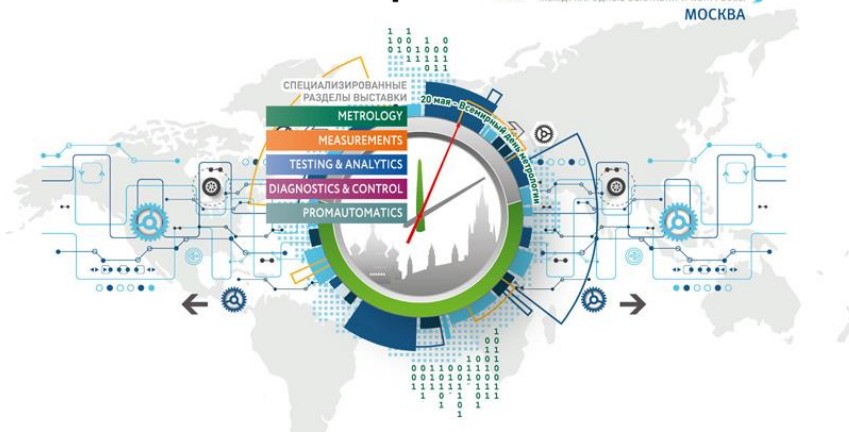 МОСКВА
СПЕЦИАЛИЗИРОВАННЫЕ
РАЗДЕЛЫ ВЫСТАВКИ
METROLOGY
MEASUREMENTS
TESTING & ANALYTICS
DIAGNOSTICS & CONTROL
PROMAUTOMATICS
20 мая - Всемирный день метрологии